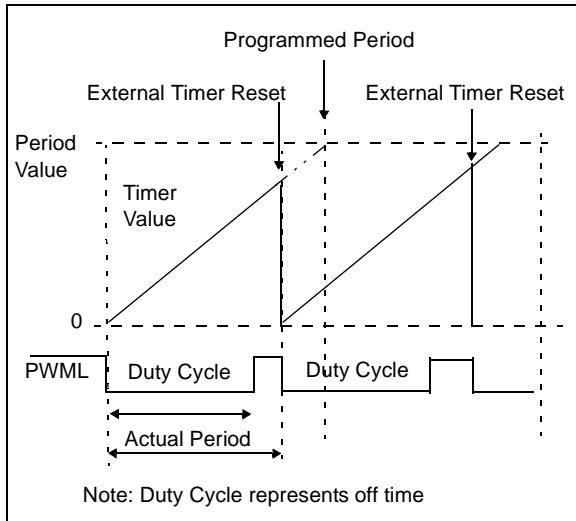 Programmed Period
External Timer Reset
External Timer Reset
Period
Value
Timer
Value
0
PWML
Duty Cycle
Duty Cycle
Actual Period
Note: Duty Cycle represents off time